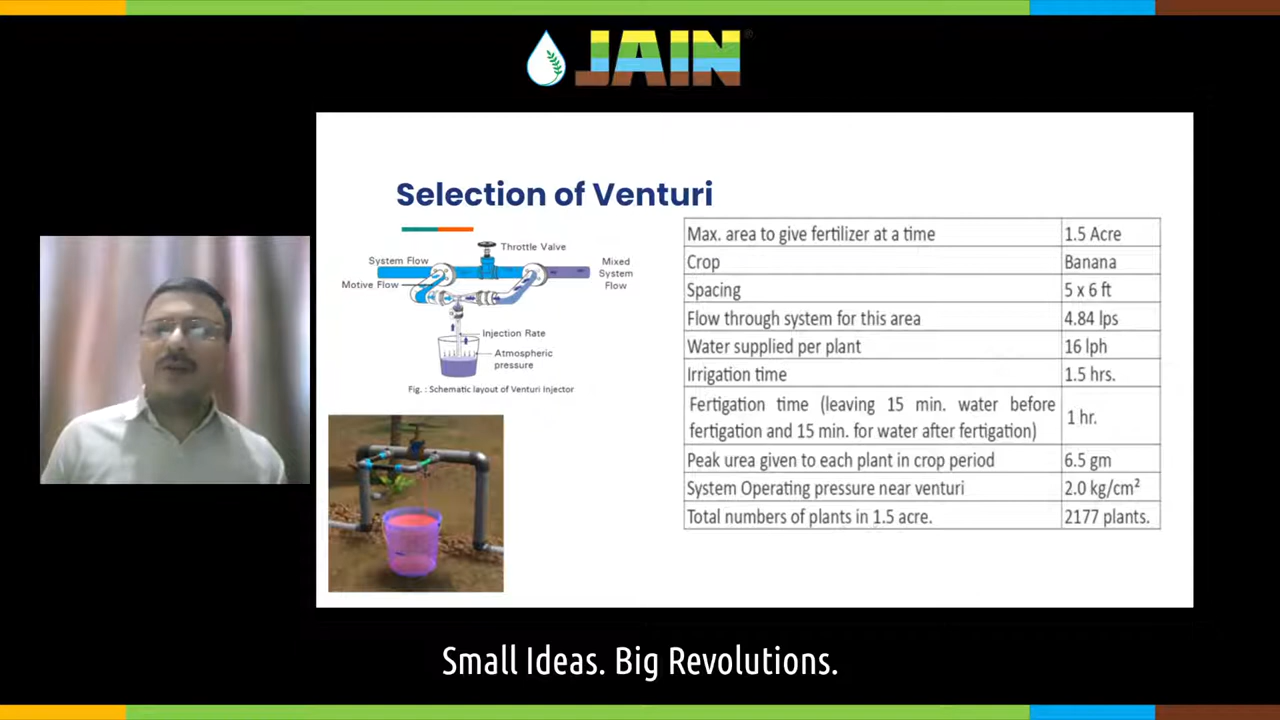 JAIN®
Selection of Venturi
Throttle Valve
System Flow
Motive Flow
Mixed
System
Flow
Injection Rate
Atmospheric
pressure
Fig. : Schematic layout of Venturi Injector
Max. area to give fertilizer at a time 1.5 Acre
Crop Banana
Spacing 5 x 6 ft
Flow through system for this area 4.84 lps
Water supplied per plant 16 lph
Irrigation time 1.5 hrs.
Fertigation time (leaving 15 min. water before
fertigation and 15 min. for water after fertigation) 1 hr.
Peak urea given to each plant in crop period 6.5 gm
System Operating pressure near venturi 2.0 kg/cm²
Total numbers of plants in 1.5 acre. 2177 plants.
Small Ideas. Big Revolutions.